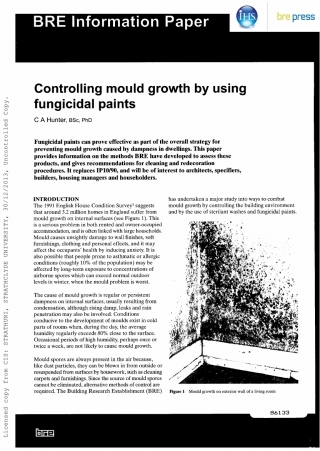 BRE Information Paper
IHS
bre press
Controlling mould growth by using
fungicidal paints
C A Hunter, BSc, PhD
Fungicidal paints can prove effective as part of the overall strategy for
preventing mould growth caused by dampness in dwellings. This paper
provides information on the methods BRE have developed to assess these
products, and gives recommendations for cleaning and redecoration
procedures. It replaces IP10/90, and will be of interest to architects, specifiers,
builders, housing managers and householders.
INTRODUCTION
The 1991 English House Condition Survey¹ suggests
that around 3.2 million homes in England suffer from
mould growth on internal surfaces (see Figure 1). This
is a serious problem in both rented and owner-occupied
accommodation, and is often linked with large households.
Mould causes unsightly damage to wall finishes, soft
furnishings, clothing and personal effects, and it may
affect the occupants' health by inducing anxiety. It is
also possible that people prone to asthmatic or allergic
conditions (roughly 10% of the population) may be
affected by long-term exposure to concentrations of
airborne spores which can exceed normal outdoor
levels in winter, when the mould problem is worst.
The cause of mould growth is regular or persistent
dampness on internal surfaces, usually resulting from
condensation, although rising damp, leaks and rain
penetration may also be involved. Conditions
conducive to the development of moulds exist in cold
parts of rooms when, during the day, the average
humidity regularly exceeds 80% close to the surface.
Occasional periods of high humidity, perhaps once or
twice a week, are not likely to cause mould growth.
Mould spores are always present in the air because,
like dust particles, they can be blown in from outside or
resuspended from surfaces by housework, such as cleaning
carpets and furnishings. Since the source of mould spores
cannot be eliminated, alternative methods of control are
required. The Building Research Establishment (BRE)
has undertaken a major study into ways to combat
mould growth by controlling the building environment
and by the use of sterilant washes and fungicidal paints.
Figure 1 Mould growth on exterior wall of a living room
86133
bre
Licensed copy from CIS: STRATHUNI, STRATHCLYDE UNIVERSITY, 30/12/2013, Uncontrolled Copy.